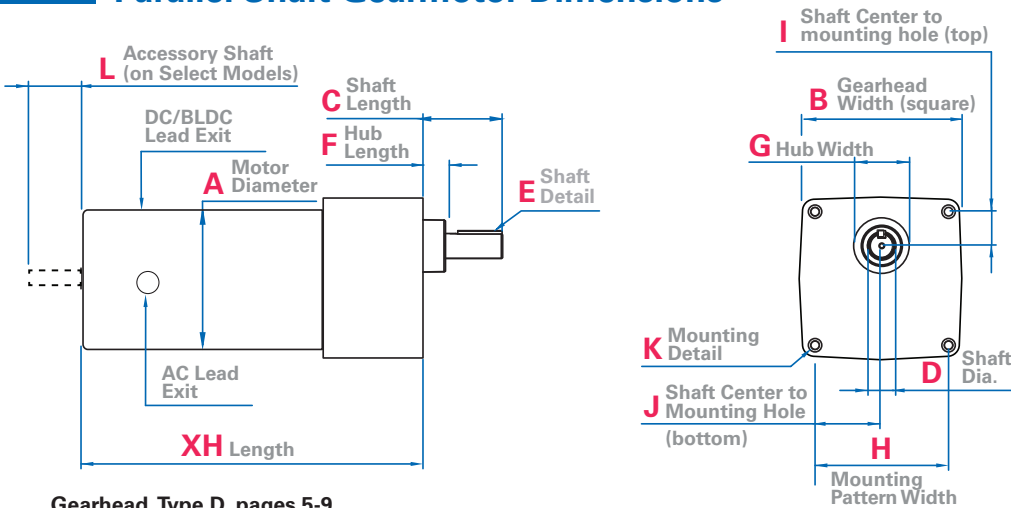 Parallel Shaft Gearmotor Dimensions
L Accessory Shaft
(on Select Models)
DC/BLDC
Lead Exit
C Shaft
Length
F Hub
Length
A Motor
Diameter
E Shaft
Detail
AC Lead
Exit
XH Length
I Shaft Center to
mounting hole (top)
B Gearhead
Width (square)
G Hub Width
K Mounting
Detail
D Shaft
Dia.
J Shaft Center to
Mounting Hole
(bottom)
H
Mounting
Pattern Width
Gearhead Type D, pages 5-9